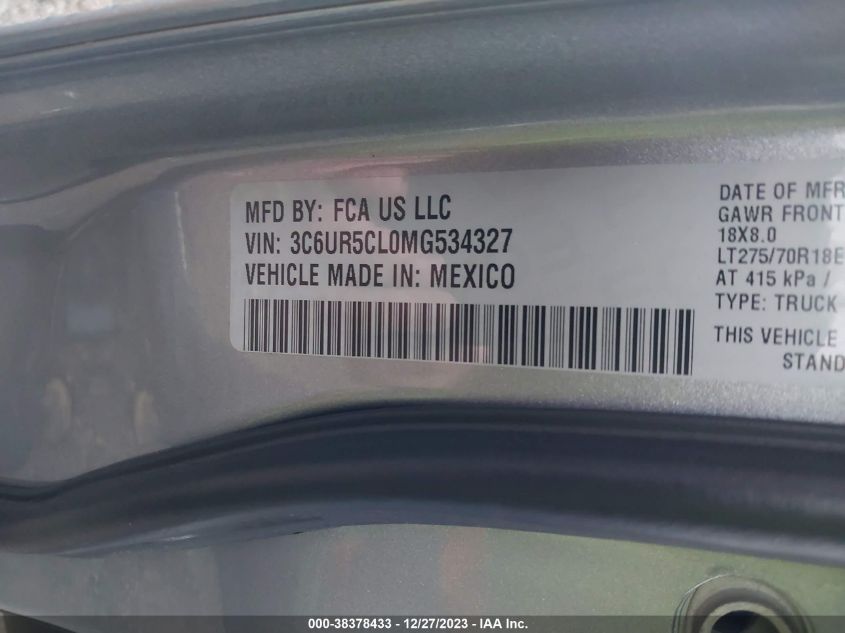 MFD BY: FCA US LLC
VIN: 3C6UR5CL0MG534327
VEHICLE MADE IN: MEXICO
DATE OF MFR
GAWR FRONT
18X8.0
LT275/70R18E
AT 415 kPa /
TYPE: TRUCK
THIS VEHICLE
STAND
000-38378433 – 12/27/2023 – IAA Inc.